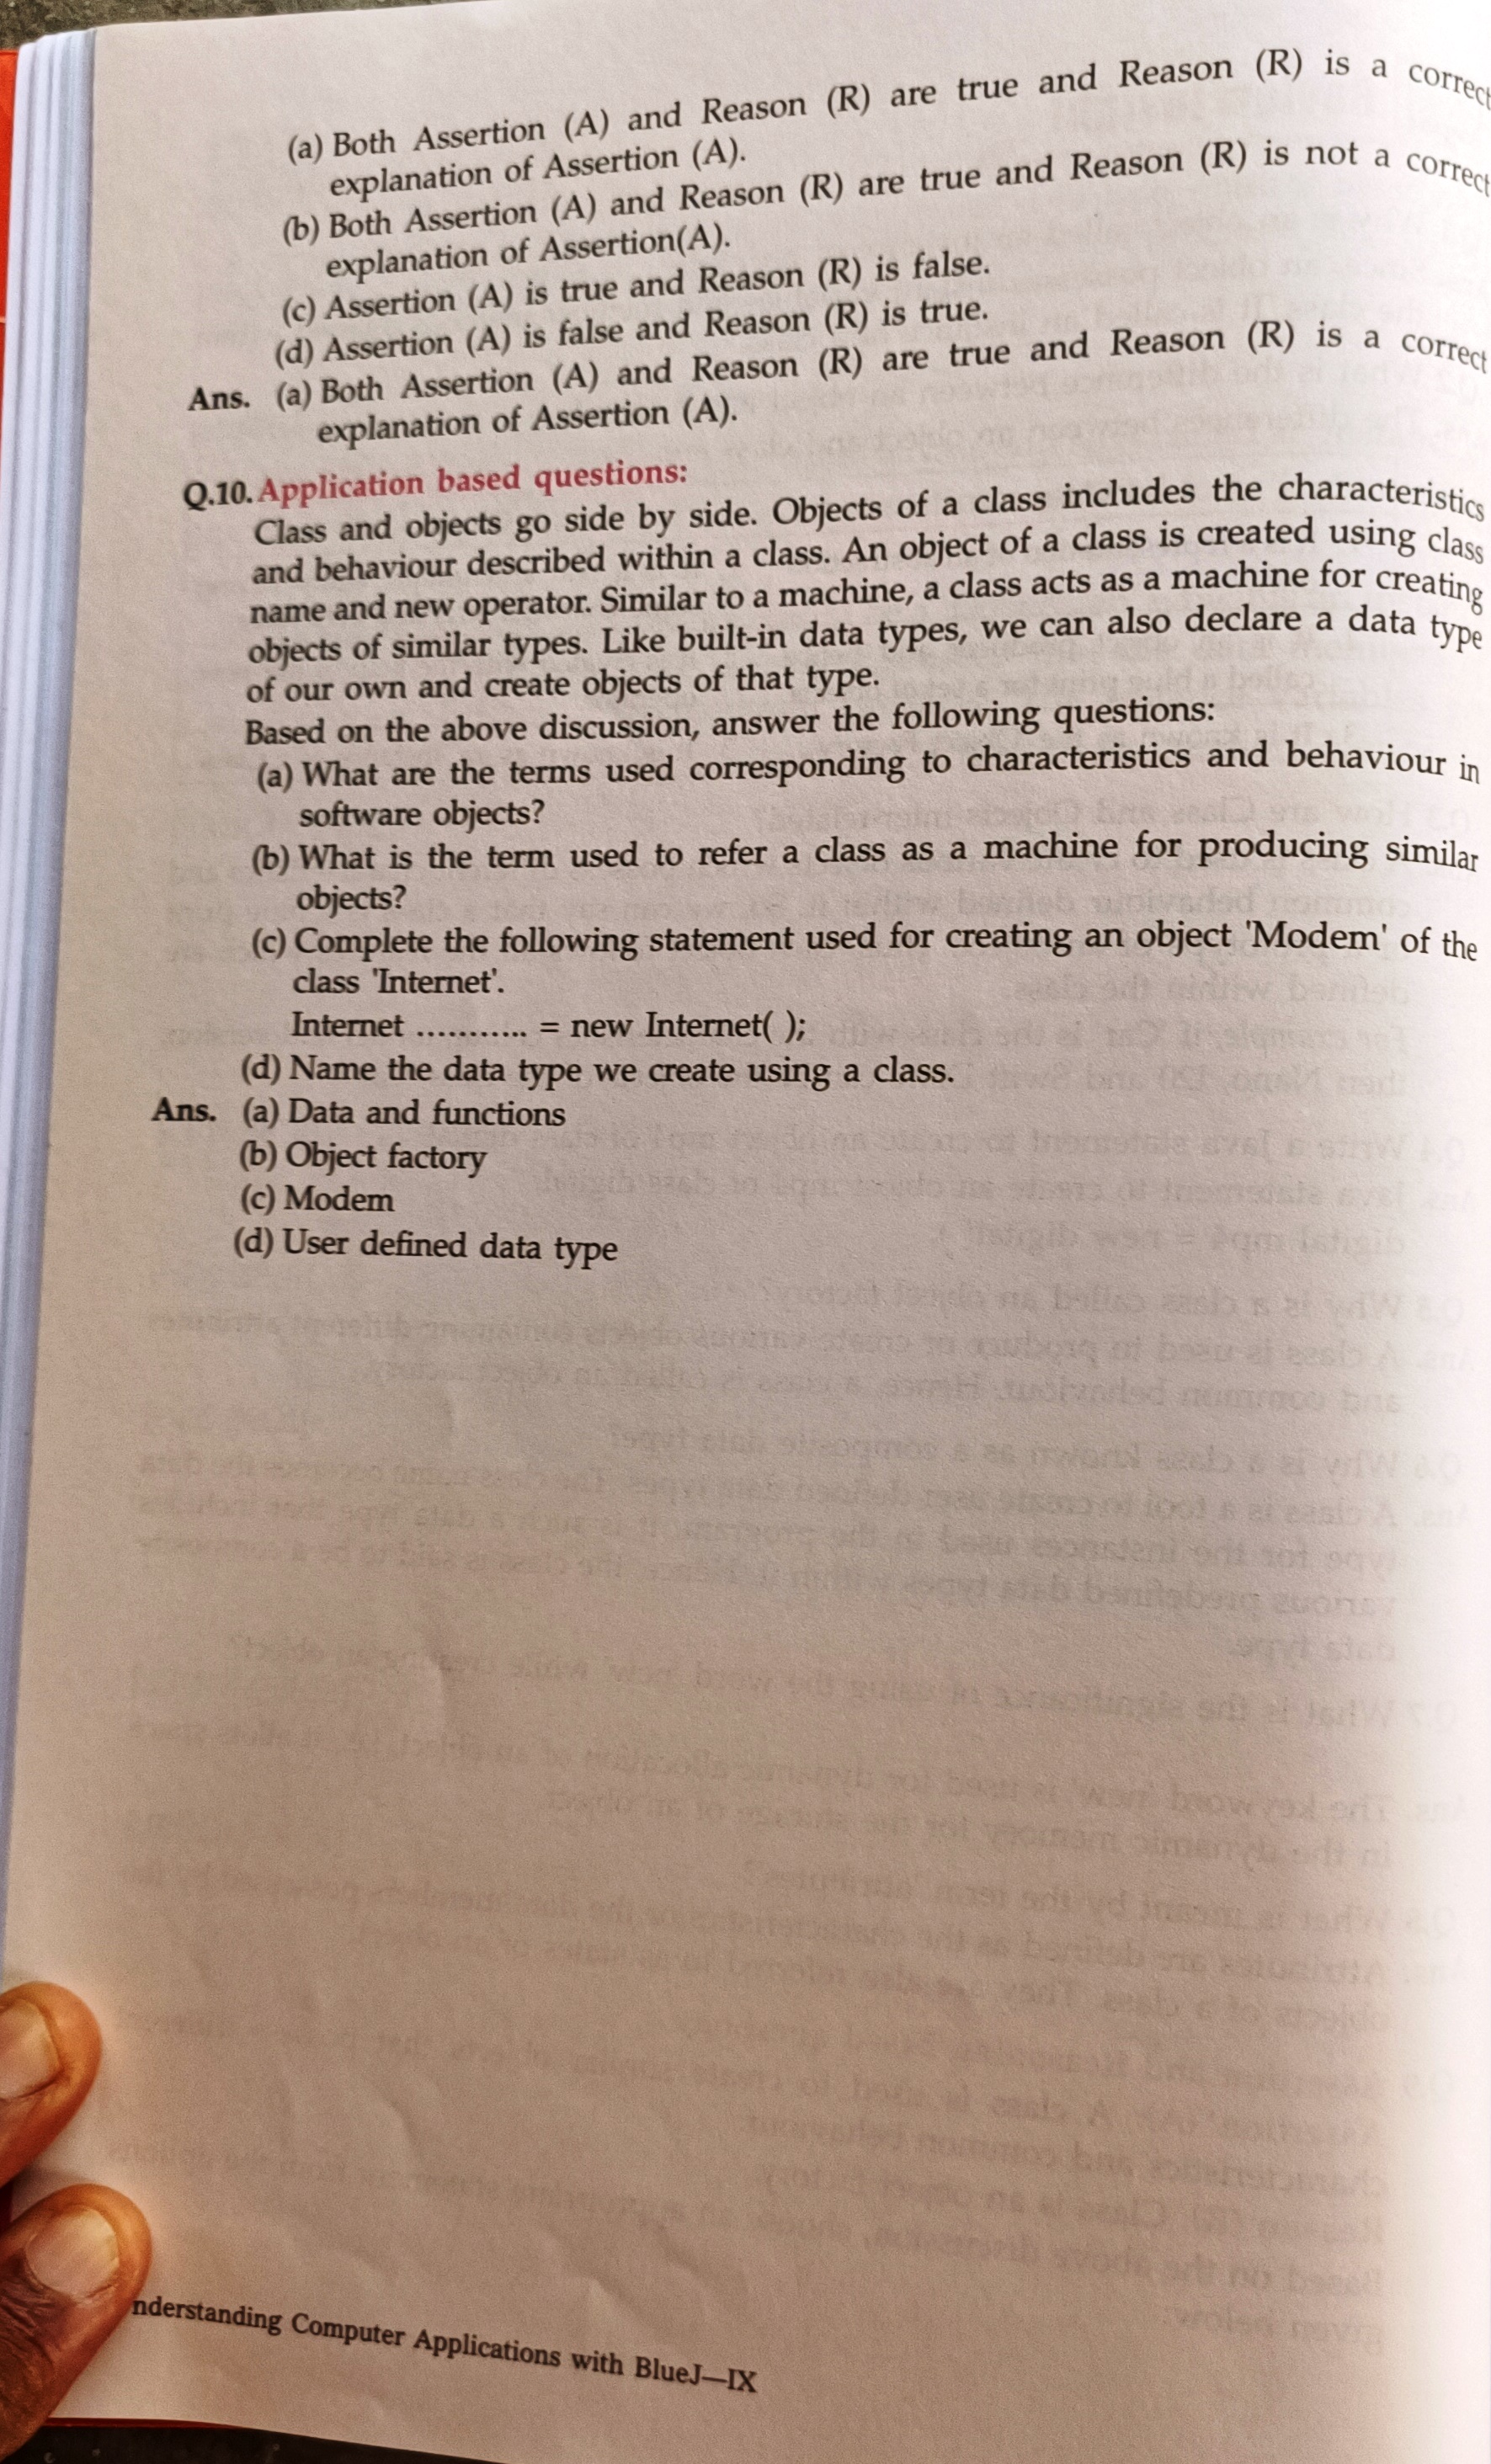 (a) Both Assertion (A) and Reason (R) are true and Reason (R) is a correct
explanation of Assertion (A).
(b) Both Assertion (A) and Reason (R) are true and Reason (R) is not a correct
explanation of Assertion(A).
(c) Assertion (A) is true and Reason (R) is false.
(d) Assertion (A) is false and Reason (R) is true.
Ans. (a) Both Assertion (A) and Reason (R) are true and Reason (R) is a correct
explanation of Assertion (A).
Q.10. Application based questions:
Class and objects go side by side. Objects of a class includes the characteristics
and behaviour described within a class. An object of a class is created using class
name and new operator. Similar to a machine, a class acts as a machine for creating
objects of similar types. Like built-in data types, we can also declare a data type
of our own and create objects of that type.
Based on the above discussion, answer the following questions:
(a) What are the terms used corresponding to characteristics and behaviour in
software objects?
(b) What is the term used to refer a class as a machine for producing similar
objects?
(c) Complete the following statement used for creating an object 'Modem' of the
class 'Internet'.
Internet ........... = new Internet( );
(d) Name the data type we create using a class.
Ans. (a) Data and functions
(b) Object factory
(c) Modem
(d) User defined data type
nderstanding Computer Applications with BlueJ—IX